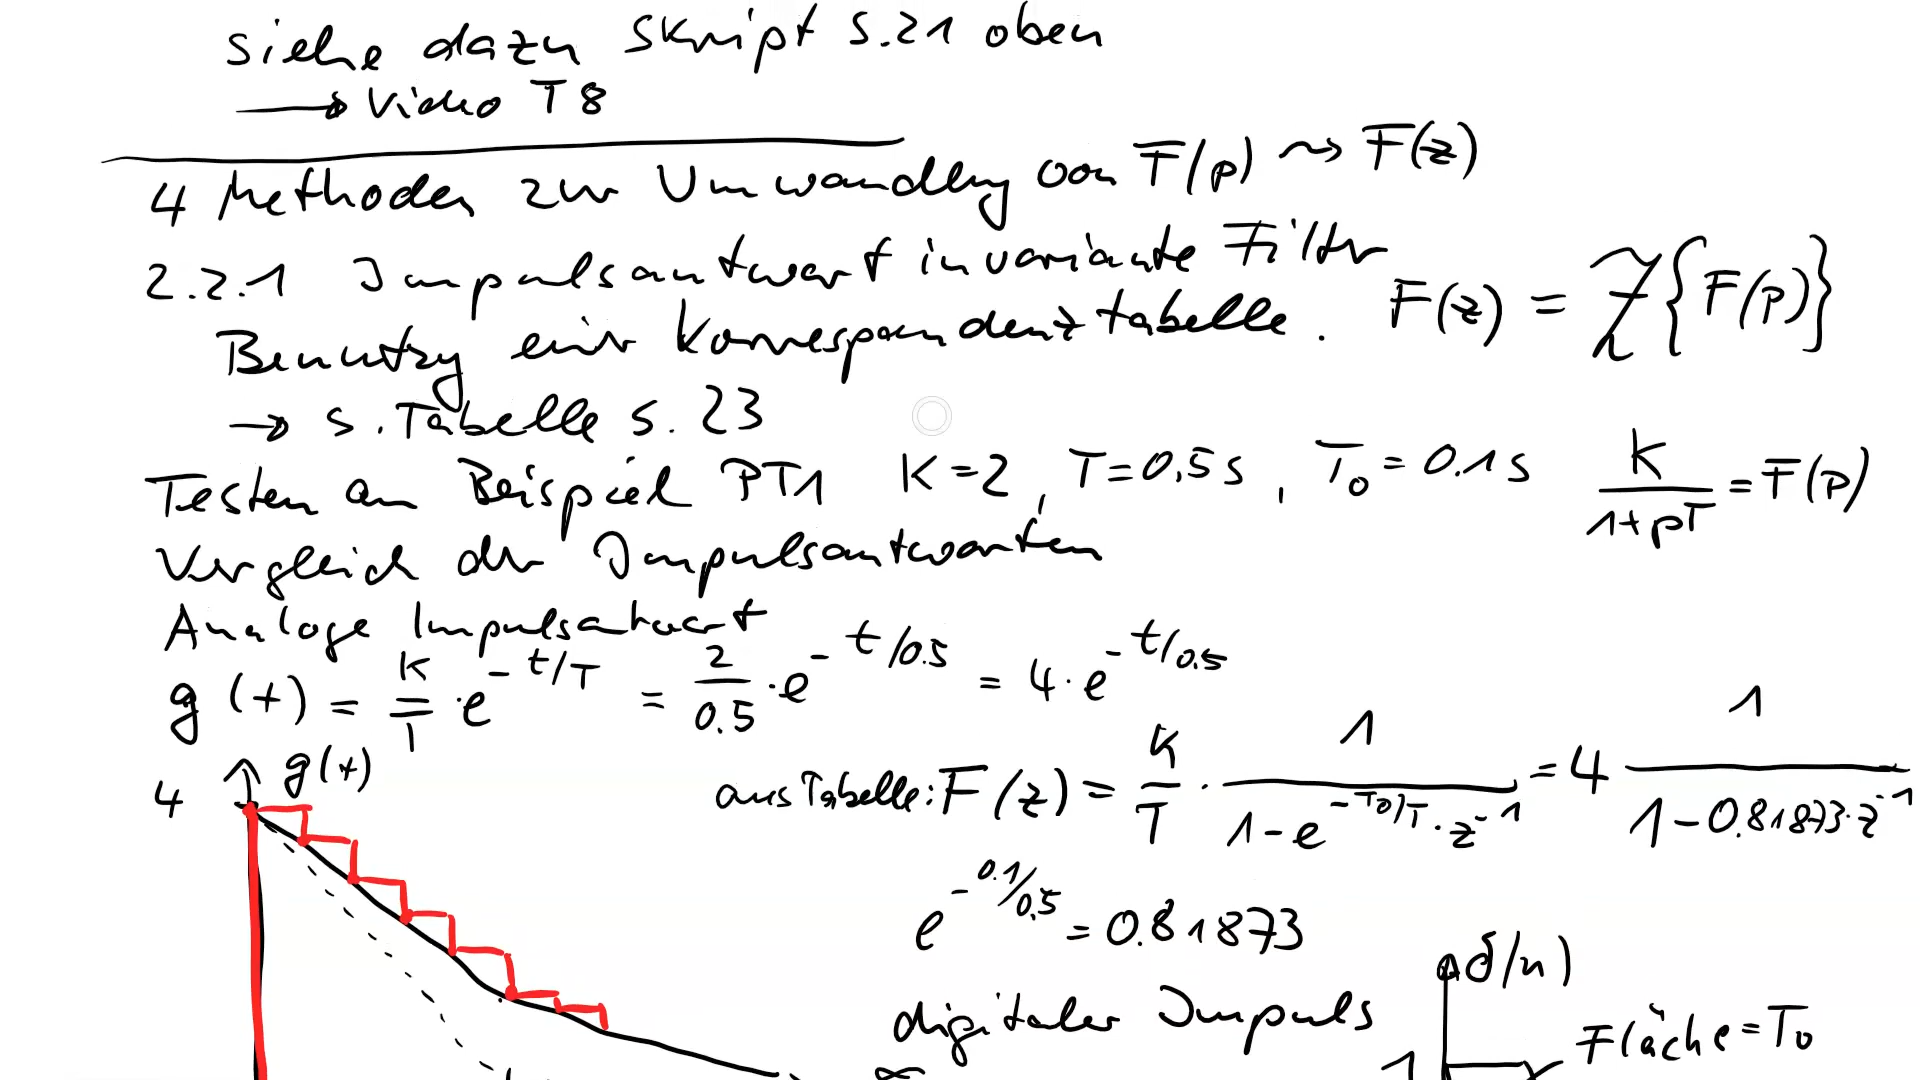 siehe dazu Skript S.21 oben
→ Video T8
4 Methoden zur Umwandlung von F(p) ⤳ F(z)
2.2.1 Impulsantwort invariante Filter
F(z) = Z{F(p)}
Benutzung einer Korrespondenztabelle.
→ s. Tabelle S. 23
Testen am Beispiel PT1 K=2, T=0.5s, T₀=0.1s K/(1+pT) = F(p)
Vergleich der Impulsantworten
Analoge Impulsantwort
g(t) = K/T · e^(-t/T) = 2/0.5 · e^(-t/0.5) = 4 · e^(-t/0.5)
4 g(t)
aus Tabelle: F(z) = K/T · 1/(1-e^(-T₀/T) · z⁻¹) = 4 1/(1-0.81873·z⁻¹)
e^(-0.1/0.5) = 0.81873
δ(n)
digitaler Impuls
Fläche = T₀
1